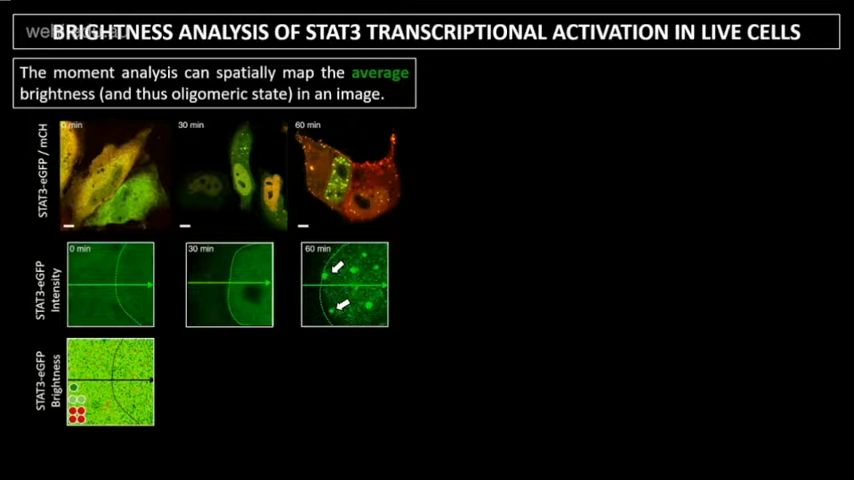 BRIGHTNESS ANALYSIS OF STAT3 TRANSCRIPTIONAL ACTIVATION IN LIVE CELLS
The moment analysis can spatially map the average
brightness (and thus oligomeric state) in an image.
STAT3-eGFP / mCH
0 min
30 min
60 min
STAT3-eGFP
Intensity
0 min
30 min
60 min
STAT3-eGFP
Brightness